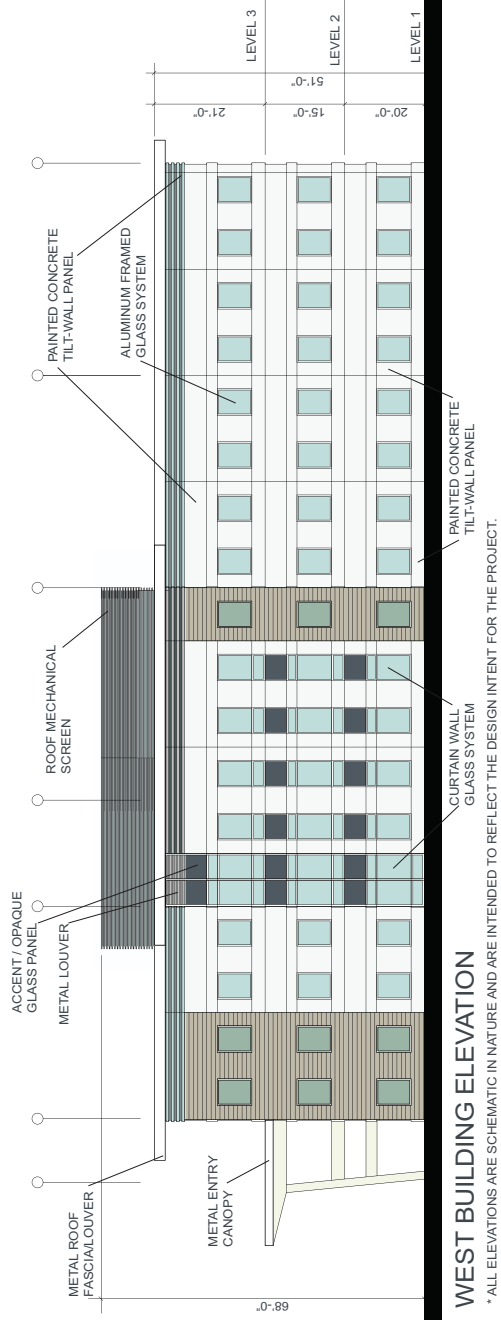 METAL ROOF
FASCIA/LOUVER
METAL ENTRY
CANOPY
68'-0"
ACCENT / OPAQUE
GLASS PANEL
METAL LOUVER
ROOF MECHANICAL
SCREEN
PAINTED CONCRETE
TILT-WALL PANEL
ALUMINUM FRAMED
GLASS SYSTEM
51'-0"
21'-0"
15'-0"
20'-0"
LEVEL 3
LEVEL 2
LEVEL 1
CURTAIN WALL
GLASS SYSTEM
PAINTED CONCRETE
TILT-WALL PANEL
WEST BUILDING ELEVATION
* ALL ELEVATIONS ARE SCHEMATIC IN NATURE AND ARE INTENDED TO REFLECT THE DESIGN INTENT FOR THE PROJECT.